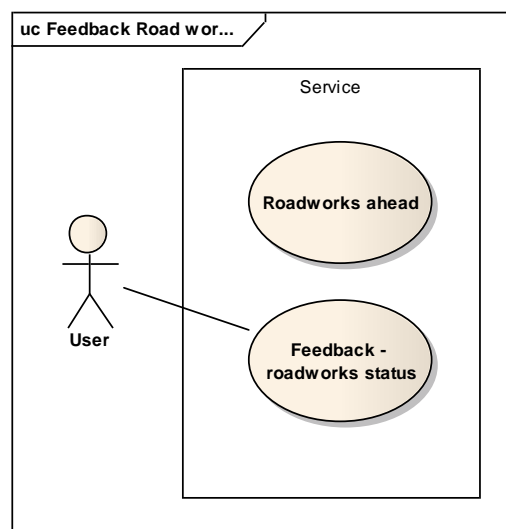 uc Feedback Road wor...
Service
Roadworks ahead
User
Feedback -
roadworks status